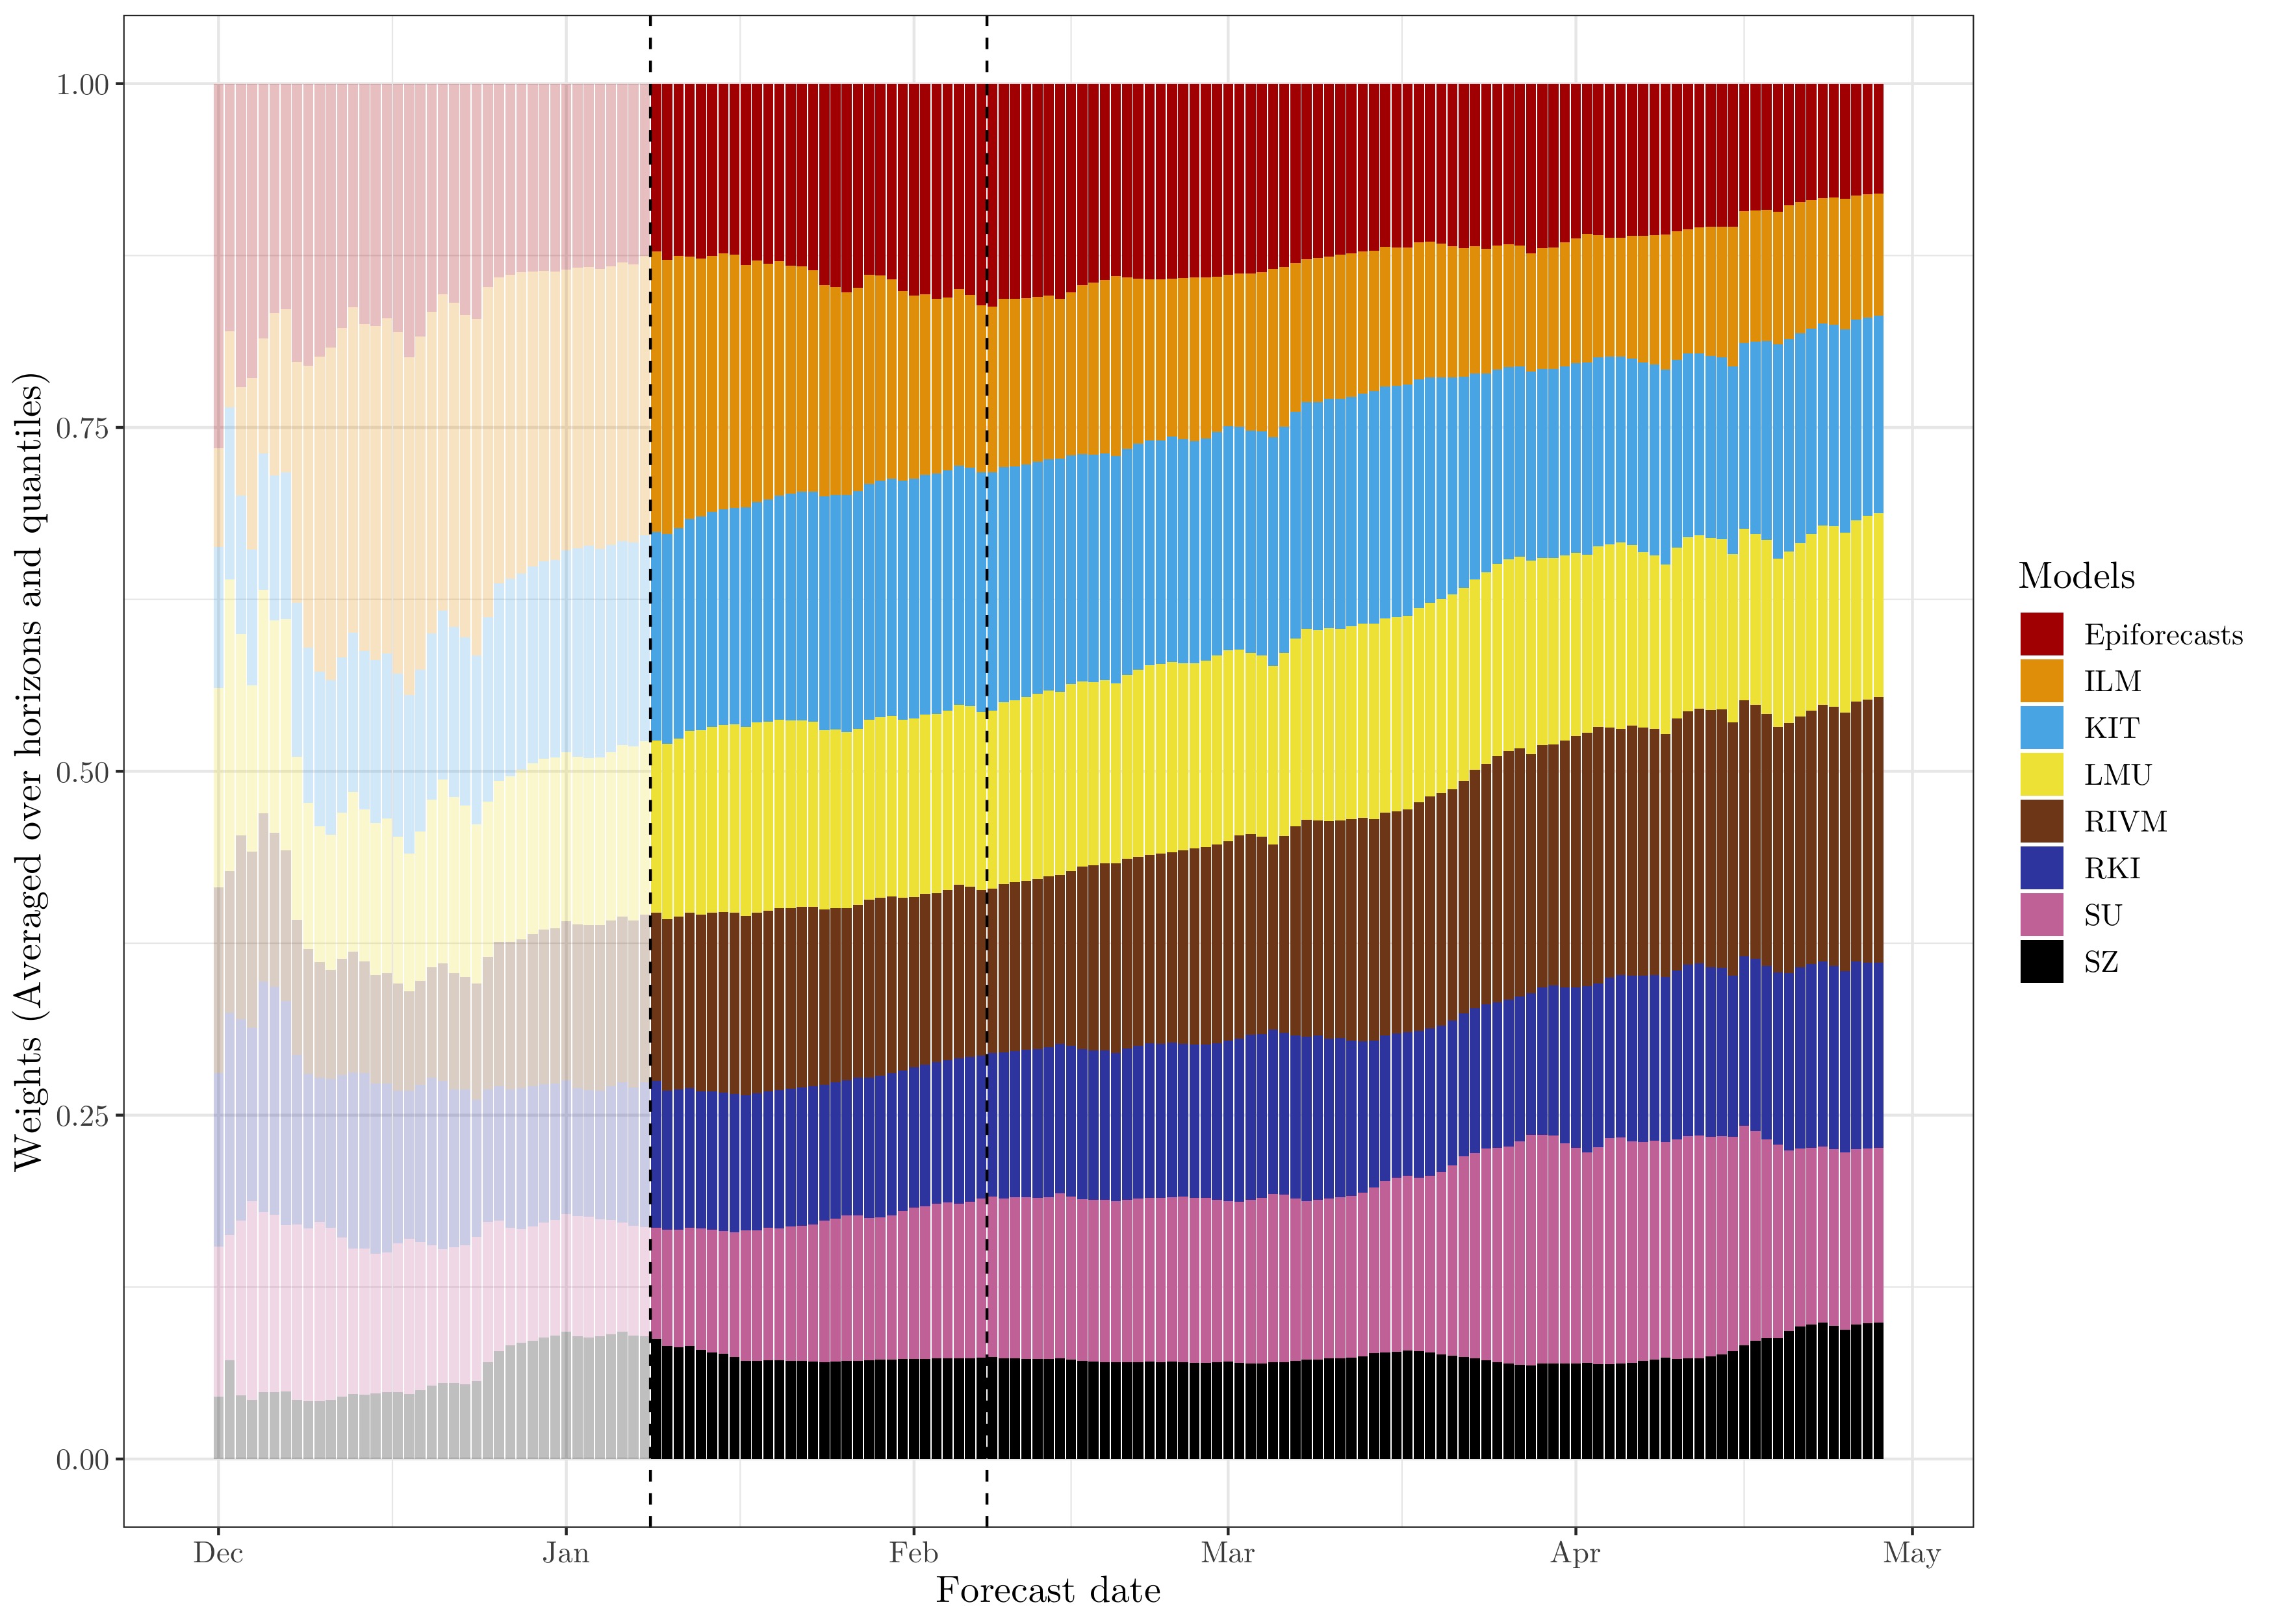 Weights (Averaged over horizons and quantiles)
1.00
0.75
0.50
0.25
0.00
Dec
Jan
Feb
Mar
Apr
May
Forecast date
Models
Epiforecasts
ILM
KIT
LMU
RIVM
RKI
SU
SZ